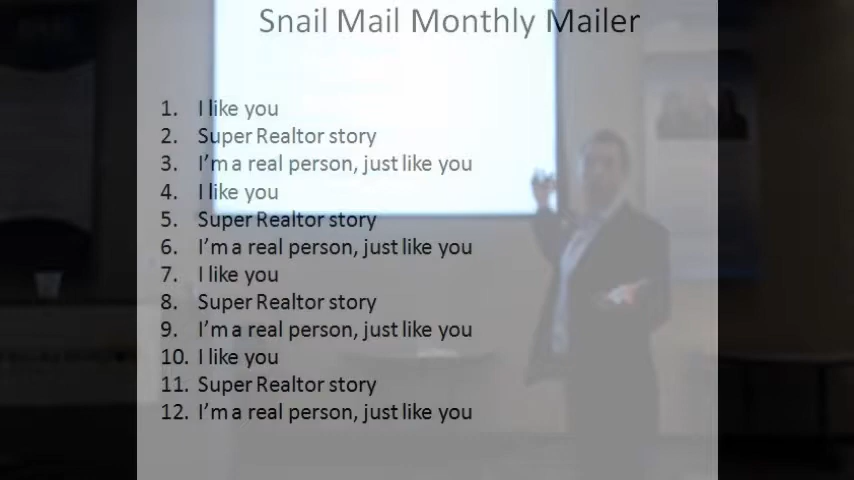 Snail Mail Monthly Mailer
1. I like you
2. Super Realtor story
3. I'm a real person, just like you
4. I like you
5. Super Realtor story
6. I'm a real person, just like you
7. I like you
8. Super Realtor story
9. I'm a real person, just like you
10. I like you
11. Super Realtor story
12. I'm a real person, just like you